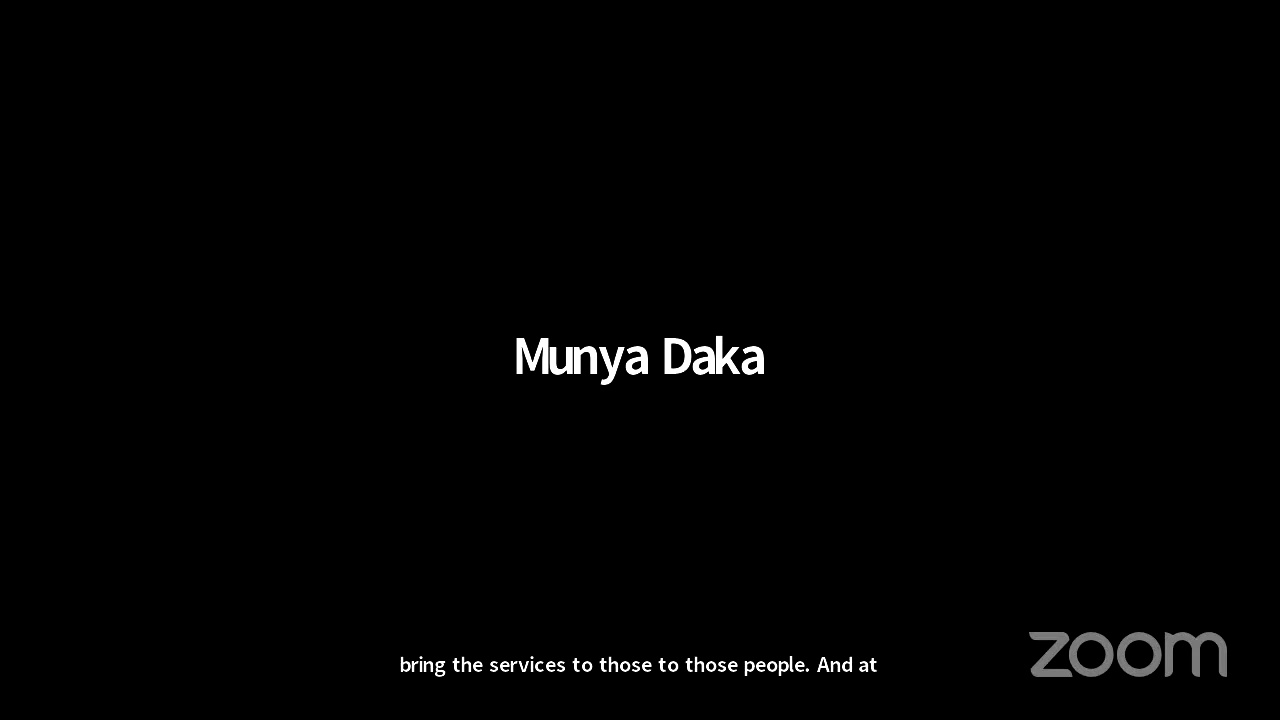 Munya Daka
bring the services to those to those people. And at
zoom